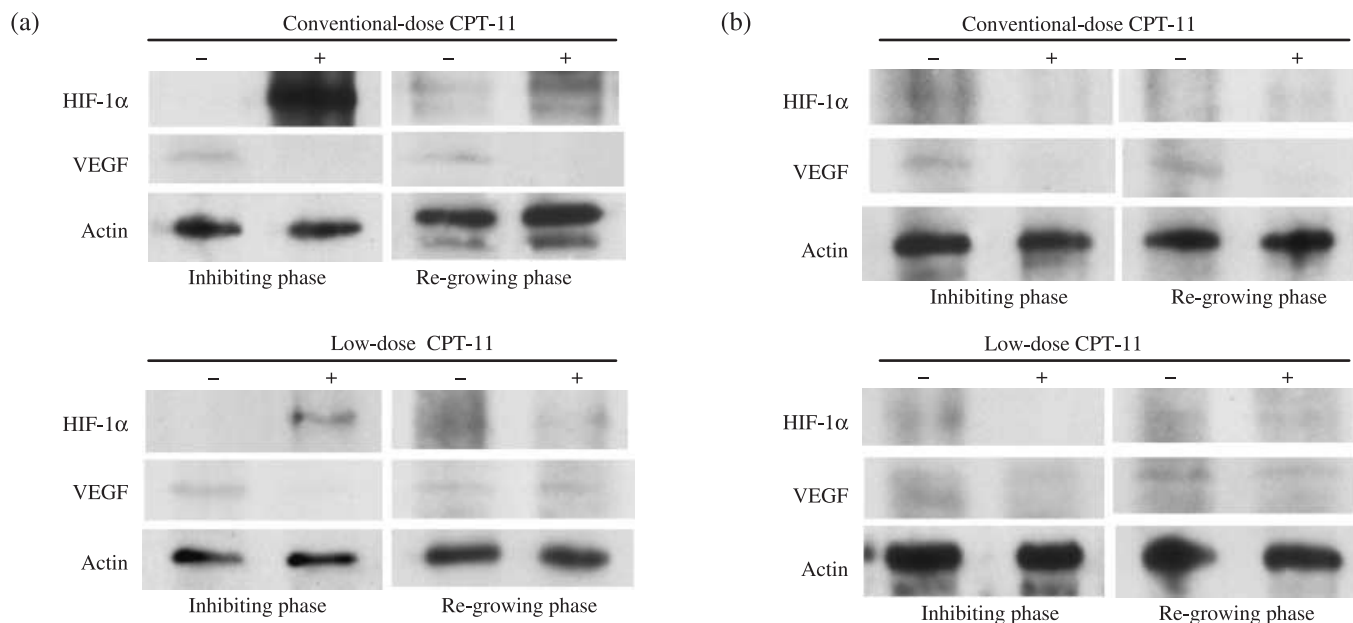 (a)
Conventional-dose CPT-11
– + – +
HIF-1α
VEGF
Actin
Inhibiting phase Re-growing phase
Low-dose CPT-11
– + – +
HIF-1α
VEGF
Actin
Inhibiting phase Re-growing phase
(b)
Conventional-dose CPT-11
– + – +
HIF-1α
VEGF
Actin
Inhibiting phase Re-growing phase
Low-dose CPT-11
– + – +
HIF-1α
VEGF
Actin
Inhibiting phase Re-growing phase